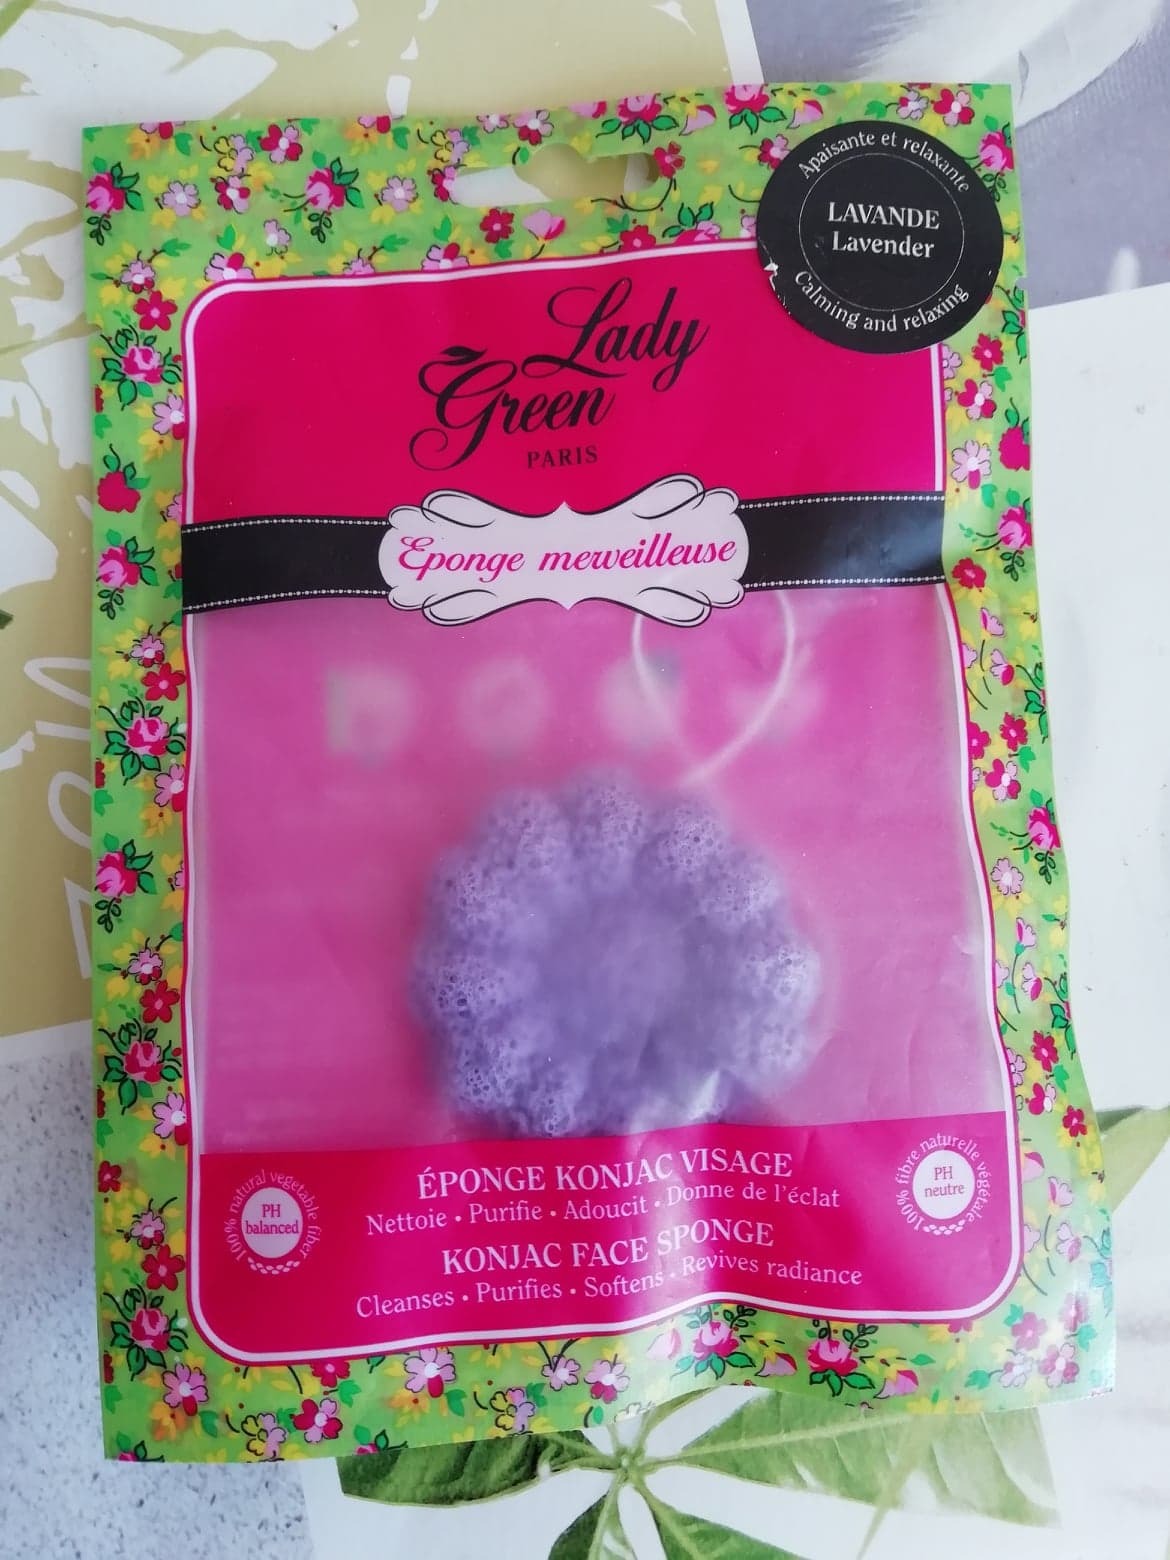 Apaisante et relaxante
LAVANDE
Lavender
Calming and relaxing
Lady
Green
PARIS
Eponge merveilleuse
ÉPONGE KONJAC VISAGE
Nettoie • Purifie • Adoucit • Donne de l'éclat
KONJAC FACE SPONGE
Cleanses • Purifies • Softens • Revives radiance
100% natural vegetable fiber
PH
balanced
100% fibre naturelle végétale
PH
neutre